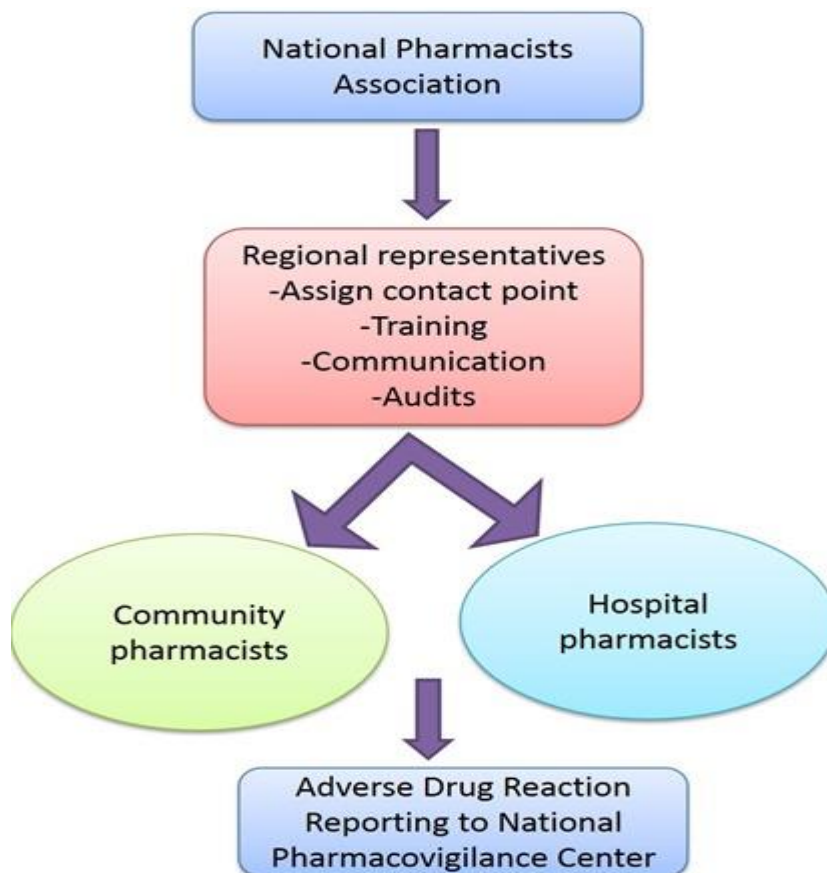 National Pharmacists
Association
Regional representatives
-Assign contact point
-Training
-Communication
-Audits
Community
pharmacists
Hospital
pharmacists
Adverse Drug Reaction
Reporting to National
Pharmacovigilance Center